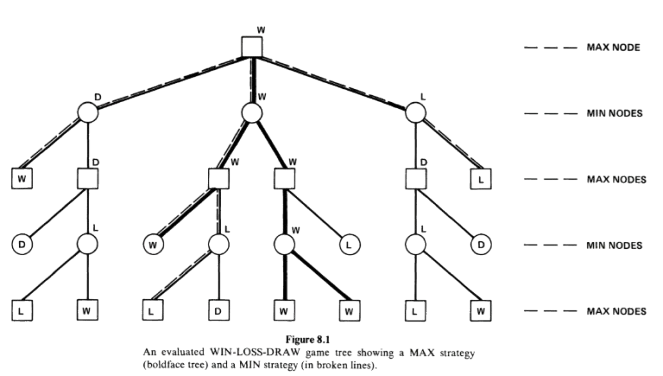 W
MAX NODE
D
W
L
MIN NODES
W
D
W
W
D
L
MAX NODES
D
L
W
L
W
L
L
D
MIN NODES
L
W
L
D
W
W
L
W
MAX NODES
Figure 8.1
An evaluated WIN-LOSS-DRAW game tree showing a MAX strategy
(boldface tree) and a MIN strategy (in broken lines).